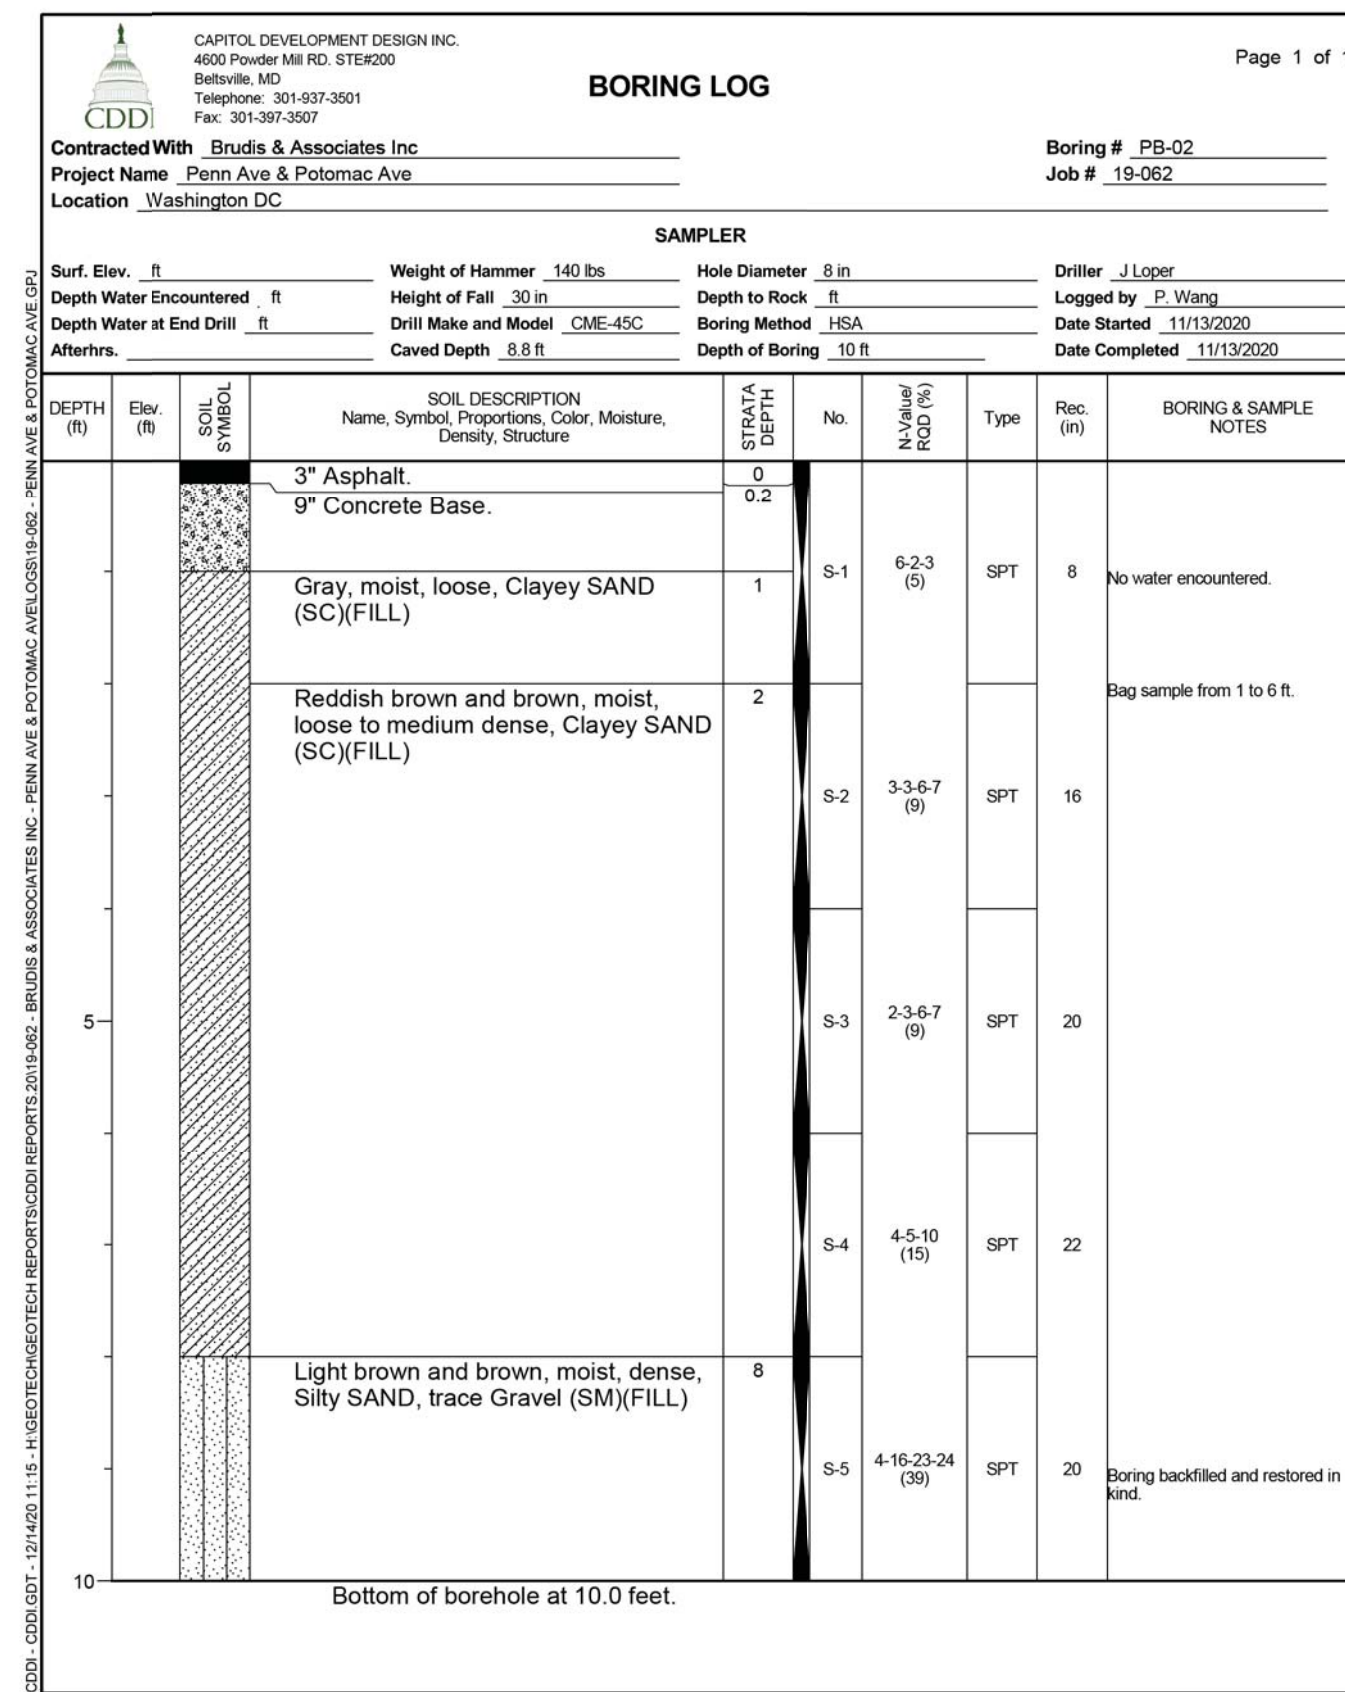 CAPITOL DEVELOPMENT DESIGN INC.
4600 Powder Mill RD. STE#200
Beltsville, MD
Telephone: 301-937-3501
Fax: 301-397-3507
CDDI
BORING LOG
Page 1 of 1
Contracted With Brudis & Associates Inc
Boring # PB-02
Project Name Penn Ave & Potomac Ave
Job # 19-062
Location Washington DC
SAMPLER
Surf. Elev. ft Weight of Hammer 140 lbs Hole Diameter 8 in Driller J Loper
Depth Water Encountered ft Height of Fall 30 in Depth to Rock ft Logged by P. Wang
Depth Water at End Drill ft Drill Make and Model CME-45C Boring Method HSA Date Started 11/13/2020
Afterhrs. Caved Depth 8.8 ft Depth of Boring 10 ft Date Completed 11/13/2020
DEPTH (ft)
Elev. (ft)
SOIL SYMBOL
SOIL DESCRIPTION
Name, Symbol, Proportions, Color, Moisture,
Density, Structure
STRATA DEPTH
No.
N-Value/ RQD (%)
Type
Rec. (in)
BORING & SAMPLE NOTES
3" Asphalt. 0
0.2
9" Concrete Base.
S-1 6-2-3 (5) SPT 8 No water encountered.
Gray, moist, loose, Clayey SAND 1
(SC)(FILL)
Reddish brown and brown, moist, 2 Bag sample from 1 to 6 ft.
loose to medium dense, Clayey SAND
(SC)(FILL)
S-2 3-3-6-7 (9) SPT 16
5 S-3 2-3-6-7 (9) SPT 20
S-4 4-5-10 (15) SPT 22
Light brown and brown, moist, dense, 8
Silty SAND, trace Gravel (SM)(FILL)
S-5 4-16-23-24 (39) SPT 20 Boring backfilled and restored in
kind.
10
Bottom of borehole at 10.0 feet.
CDDI - CDDI.GDT - 12/14/20 11:15 - H:\GEOTECH\GEOTECH REPORTS\CDDI REPORTS.20\19-062 - BRUDIS & ASSOCIATES INC - PENN AVE & POTOMAC AVE\LOGS\19-062 - PENN AVE & POTOMAC AVE.GPJ